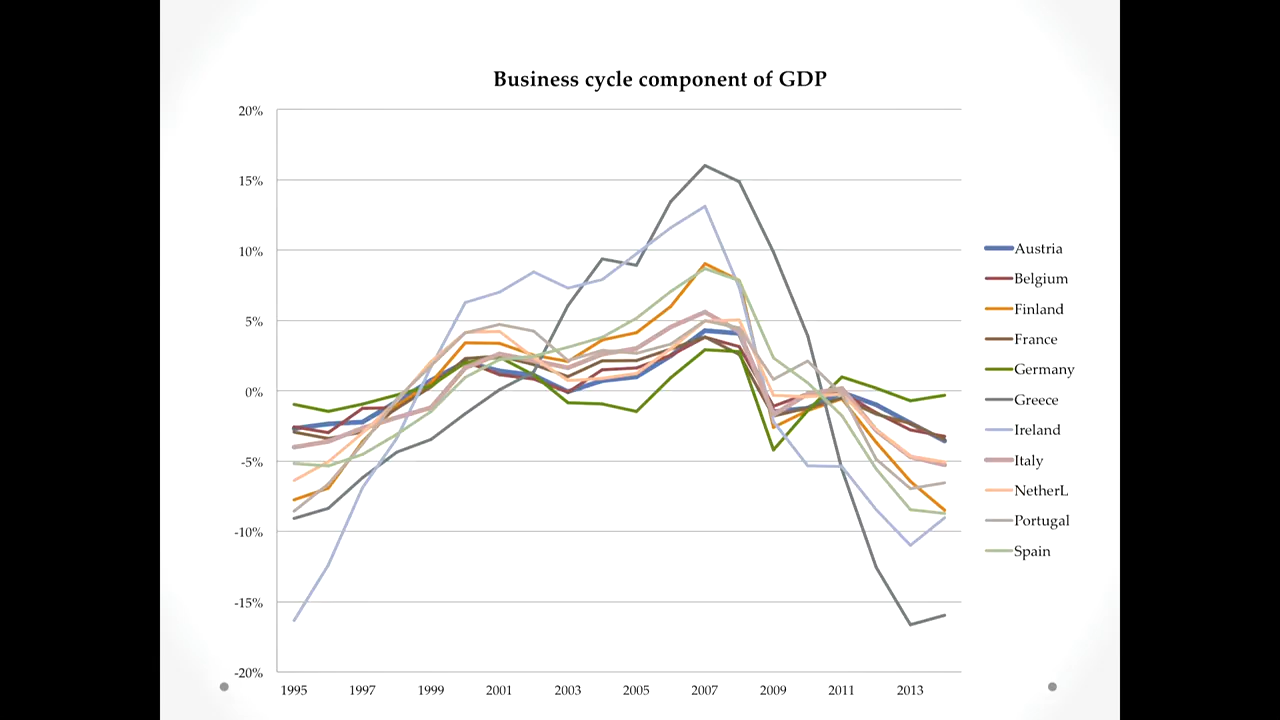 Business cycle component of GDP
20%
15%
10%
5%
0%
-5%
-10%
-15%
-20%
1995 1997 1999 2001 2003 2005 2007 2009 2011 2013
Austria
Belgium
Finland
France
Germany
Greece
Ireland
Italy
NetherL
Portugal
Spain